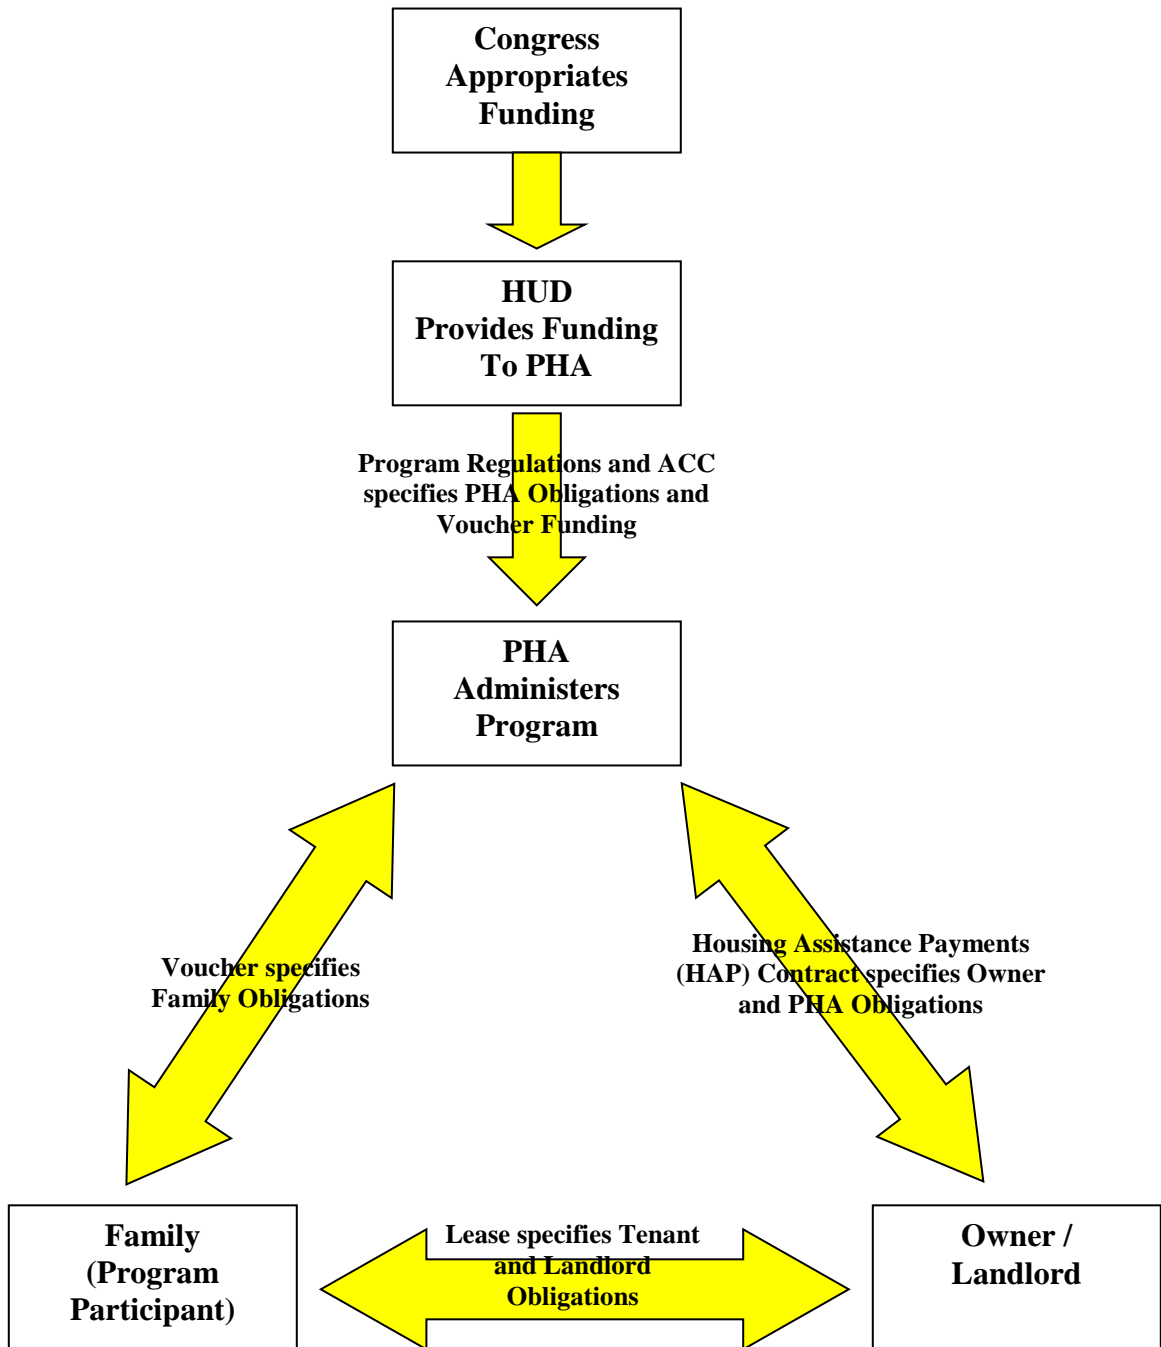 Congress
Appropriates
Funding
HUD
Provides Funding
To PHA
Program Regulations and ACC
specifies PHA Obligations and
Voucher Funding
PHA
Administers
Program
Voucher specifies
Family Obligations
Housing Assistance Payments
(HAP) Contract specifies Owner
and PHA Obligations
Family
(Program
Participant)
Lease specifies Tenant
and Landlord
Obligations
Owner /
Landlord